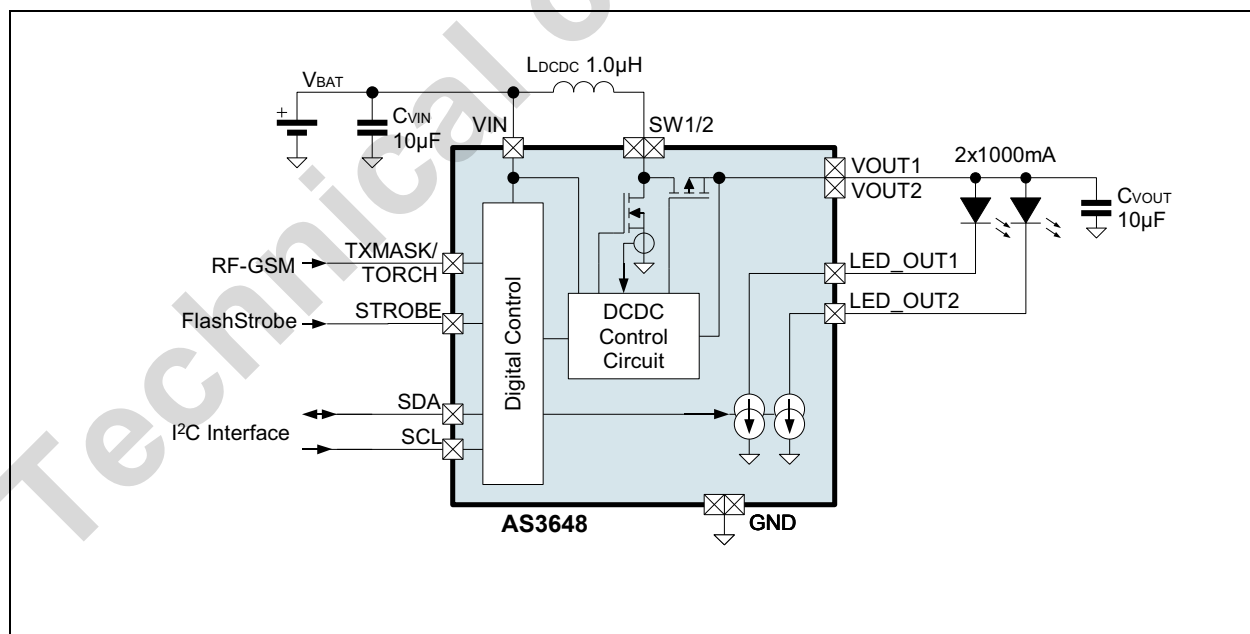 Technical
LDCDC 1.0µH
VBAT
+
CVIN
10µF
VIN
SW1/2
2x1000mA
VOUT1
VOUT2
CVOUT
10µF
TXMASK/
TORCH
RF-GSM
LED_OUT1
STROBE
FlashStrobe
LED_OUT2
Digital Control
DCDC
Control
Circuit
SDA
I²C Interface
SCL
AS3648
GND